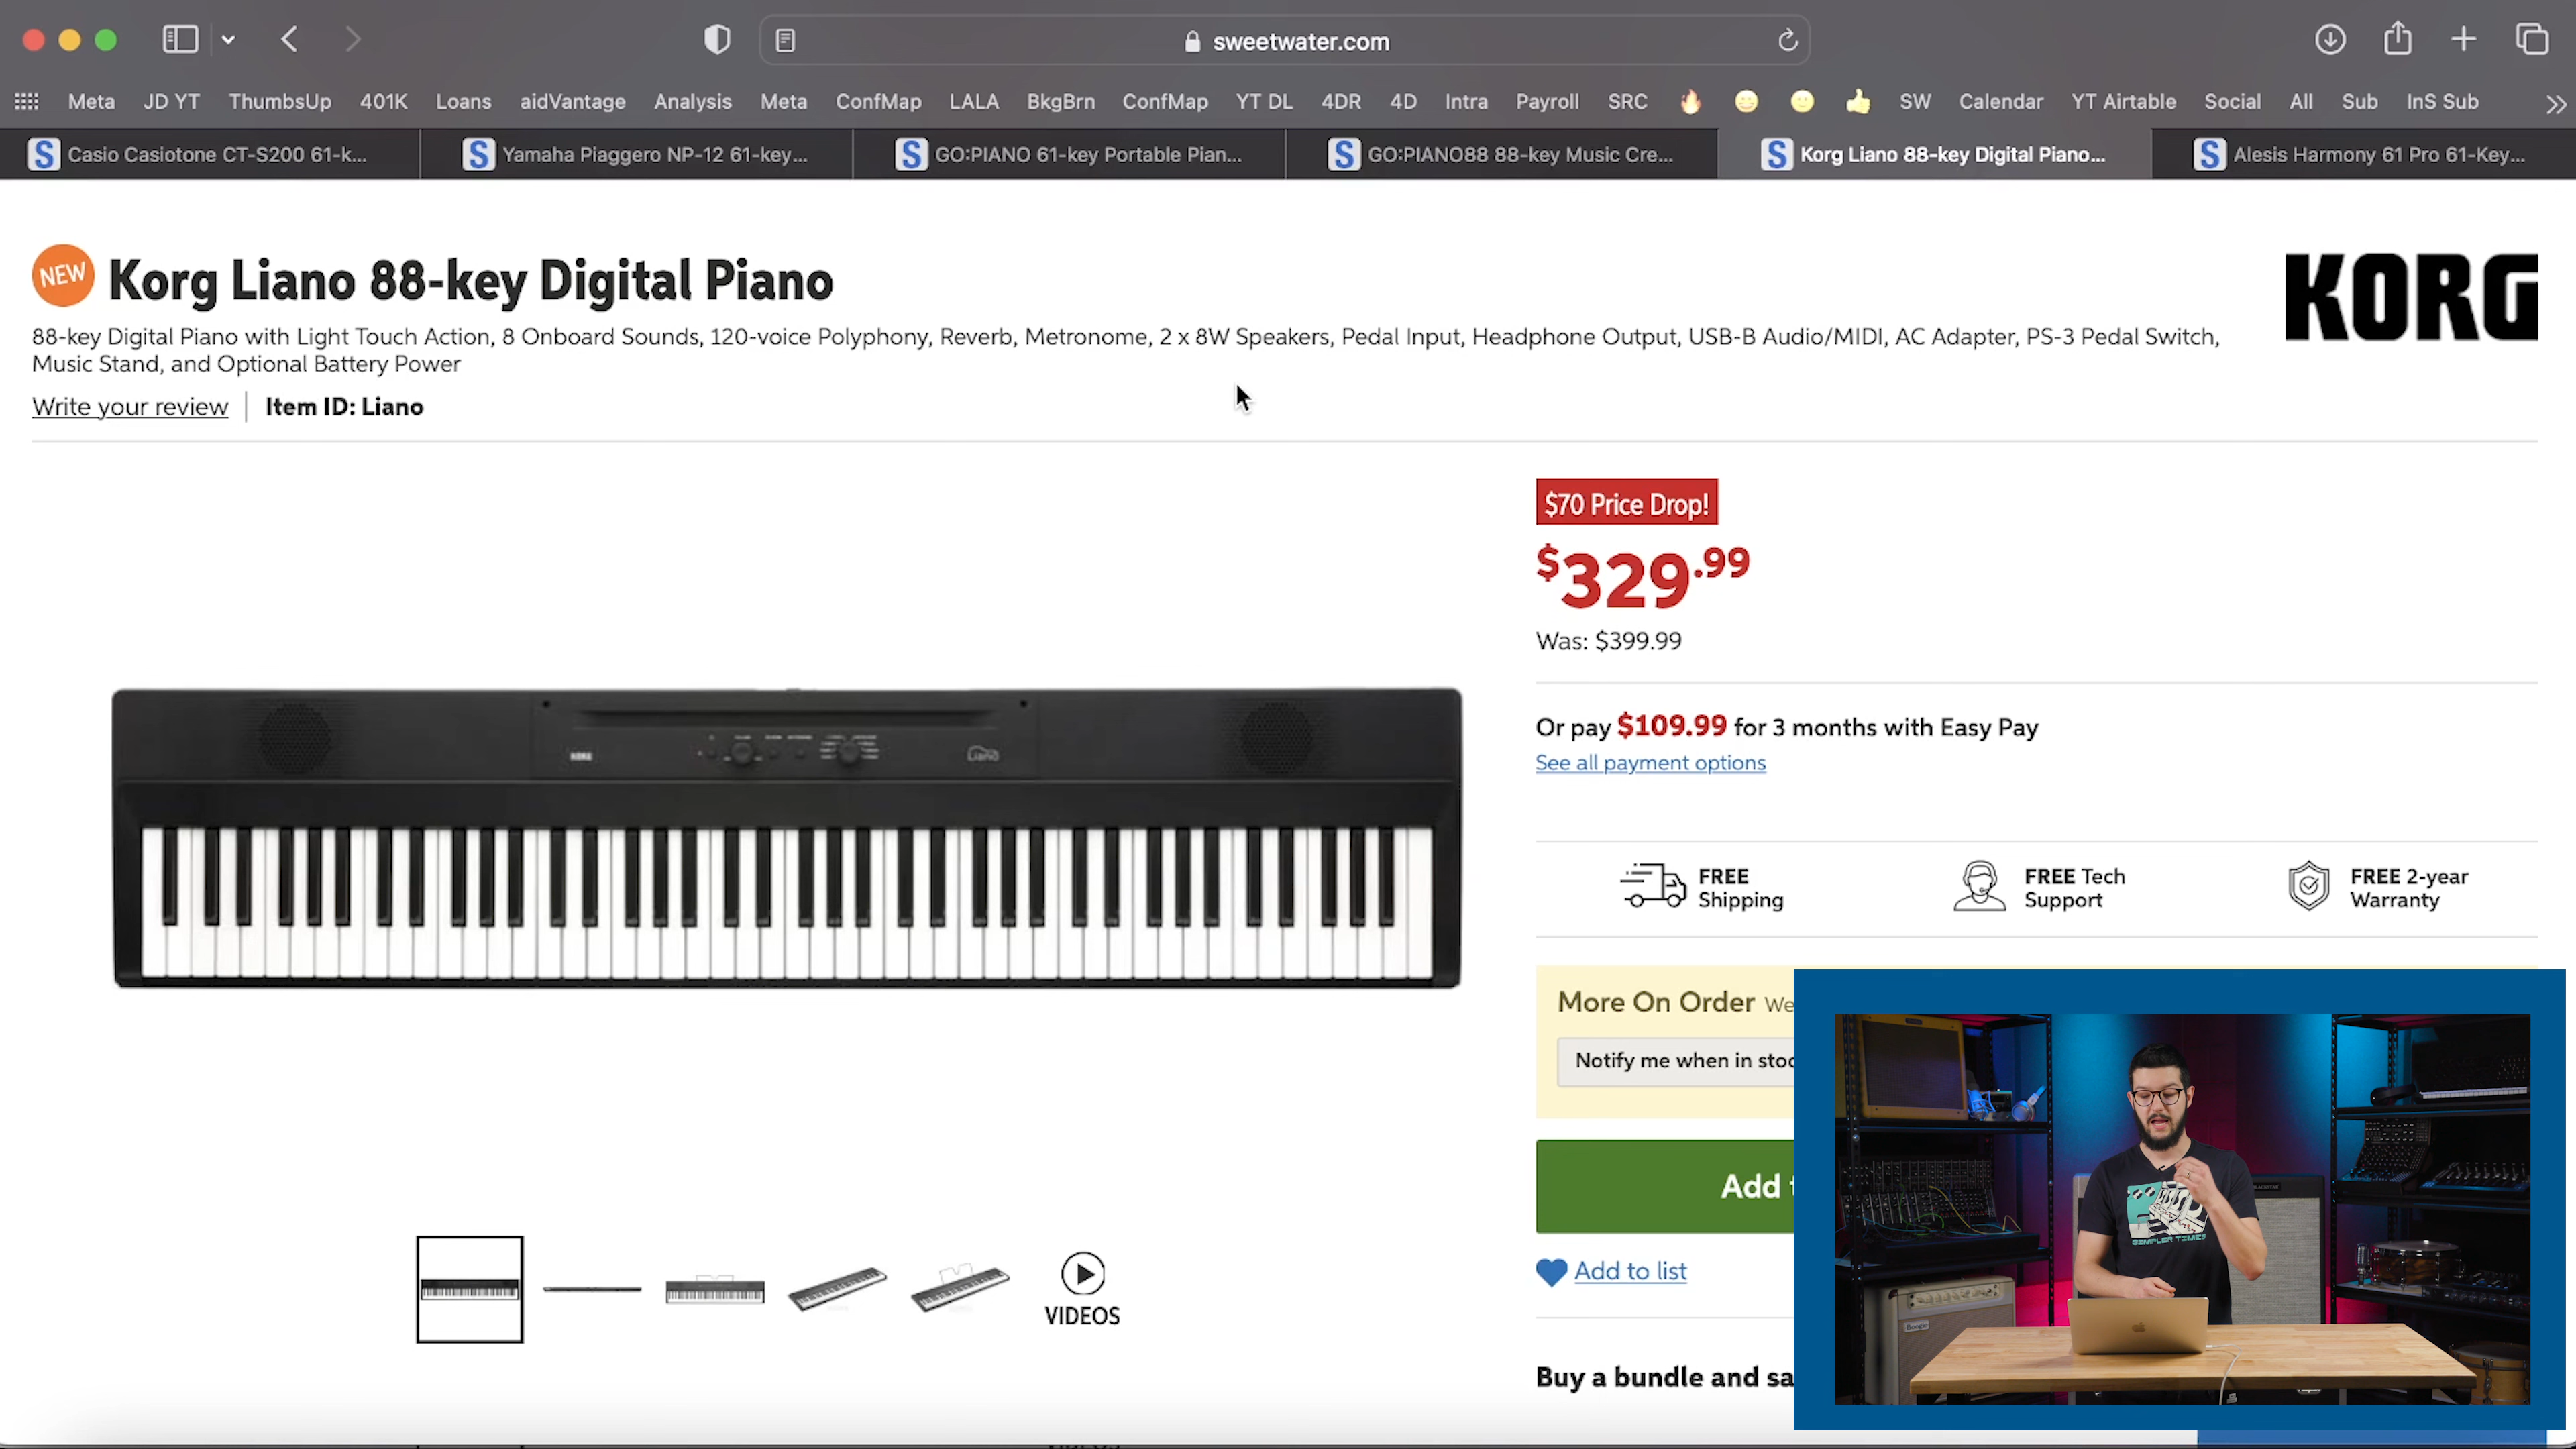 sweetwater.com
Meta JD YT ThumbsUp 401K Loans aidVantage Analysis Meta ConfMap LALA BkgBrn ConfMap YT DL 4DR 4D Intra Payroll SRC SW Calendar YT Airtable Social All Sub InS Sub
S Casio Casiotone CT-S200 61-k... S Yamaha Piaggero NP-12 61-key... S GO:PIANO 61-key Portable Pian... S GO:PIANO88 88-key Music Cre... S Korg Liano 88-key Digital Piano... S Alesis Harmony 61 Pro 61-Key...
NEW Korg Liano 88-key Digital Piano
KORG
88-key Digital Piano with Light Touch Action, 8 Onboard Sounds, 120-voice Polyphony, Reverb, Metronome, 2 x 8W Speakers, Pedal Input, Headphone Output, USB-B Audio/MIDI, AC Adapter, PS-3 Pedal Switch,
Music Stand, and Optional Battery Power
Write your review Item ID: Liano
$70 Price Drop!
$329.99
Was: $399.99
Or pay $109.99 for 3 months with Easy Pay
See all payment options
KORG
Liano
FREE
Shipping
FREE Tech
Support
FREE 2-year
Warranty
More On Order We
Notify me when in stoc
Add
Add to list
VIDEOS
Buy a bundle and sa
SIMPLER TIMES
Boogie